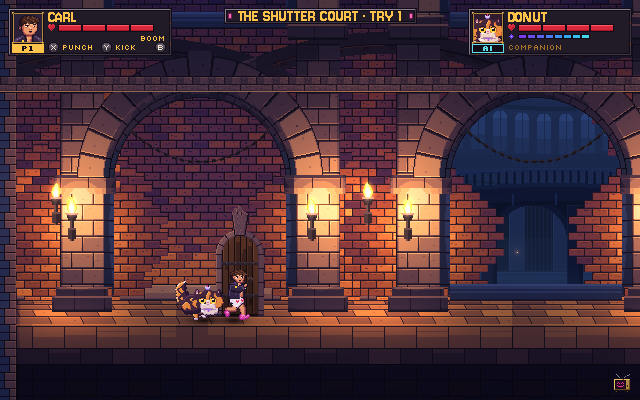 CARL
P1
X PUNCH Y KICK
BOOM
B
THE SHUTTER COURT · TRY 1
DONUT
AI
COMPANION